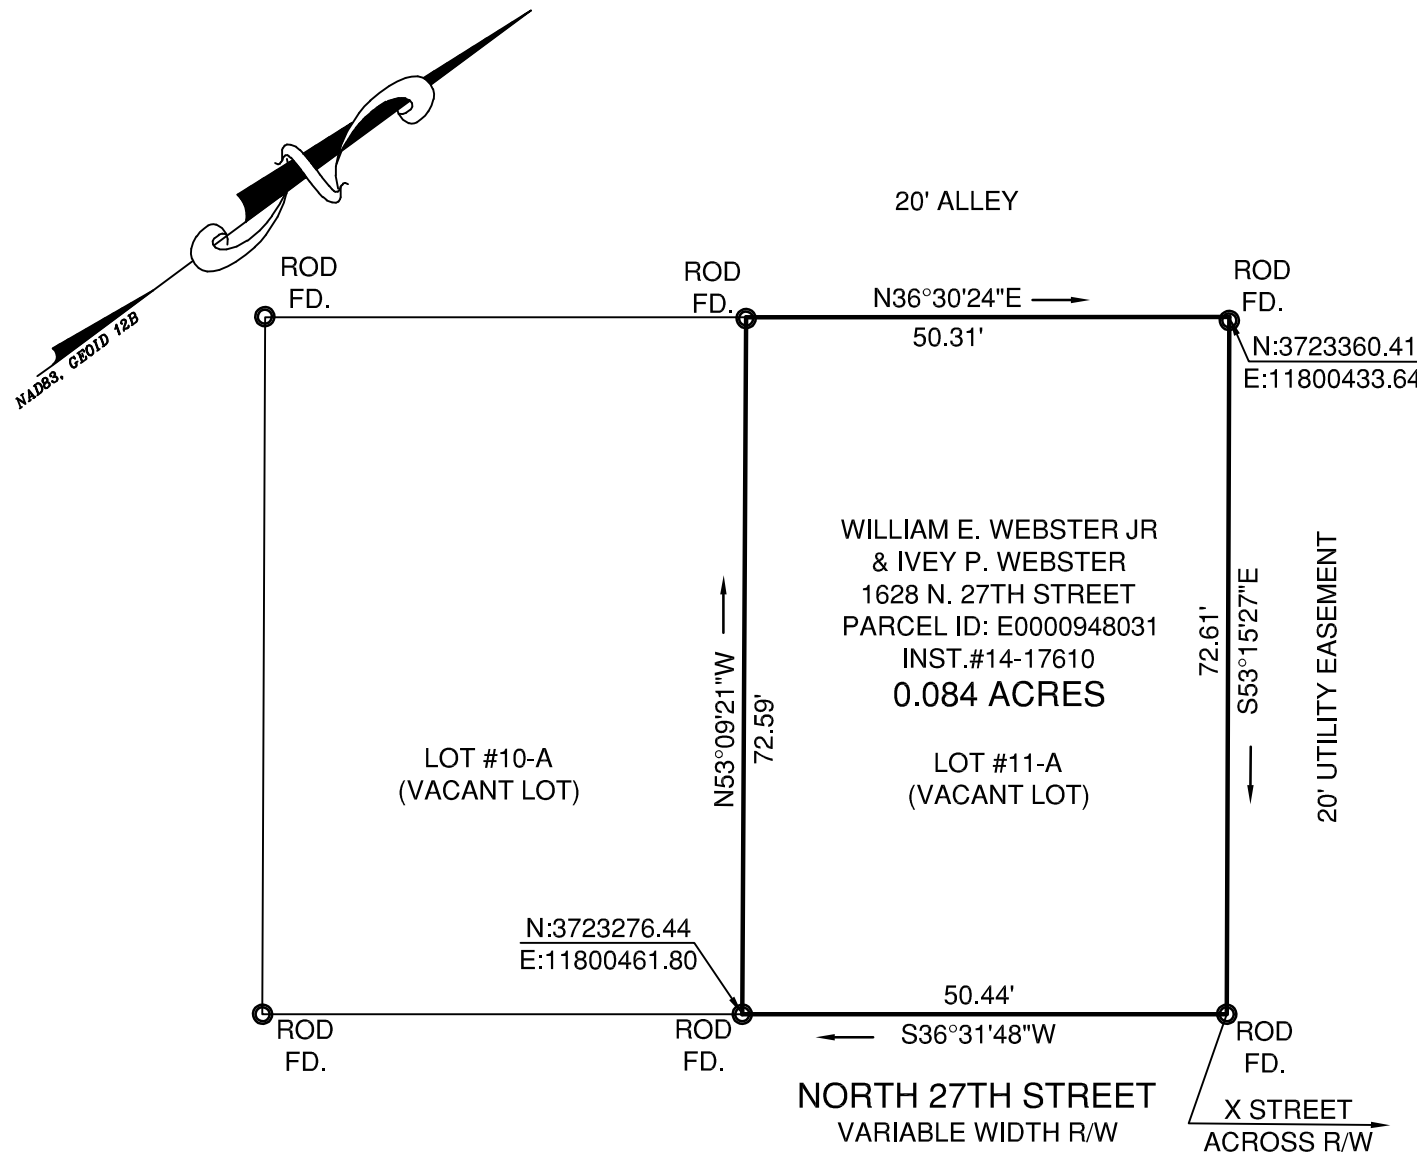 20' ALLEY
ROD
FD.
ROD
FD.
N36°30'24"E
50.31'
ROD
FD.
N:3723360.41
E:11800433.64
NAD83, GEOID 12B
WILLIAM E. WEBSTER JR
& IVEY P. WEBSTER
1628 N. 27TH STREET
PARCEL ID: E0000948031
INST.#14-17610
0.084 ACRES
LOT #11-A
(VACANT LOT)
N53°09'21"W
72.59'
72.61'
S53°15'27"E
20' UTILITY EASEMENT
LOT #10-A
(VACANT LOT)
N:3723276.44
E:11800461.80
50.44'
S36°31'48"W
ROD
FD.
ROD
FD.
ROD
FD.
NORTH 27TH STREET
VARIABLE WIDTH R/W
X STREET
ACROSS R/W